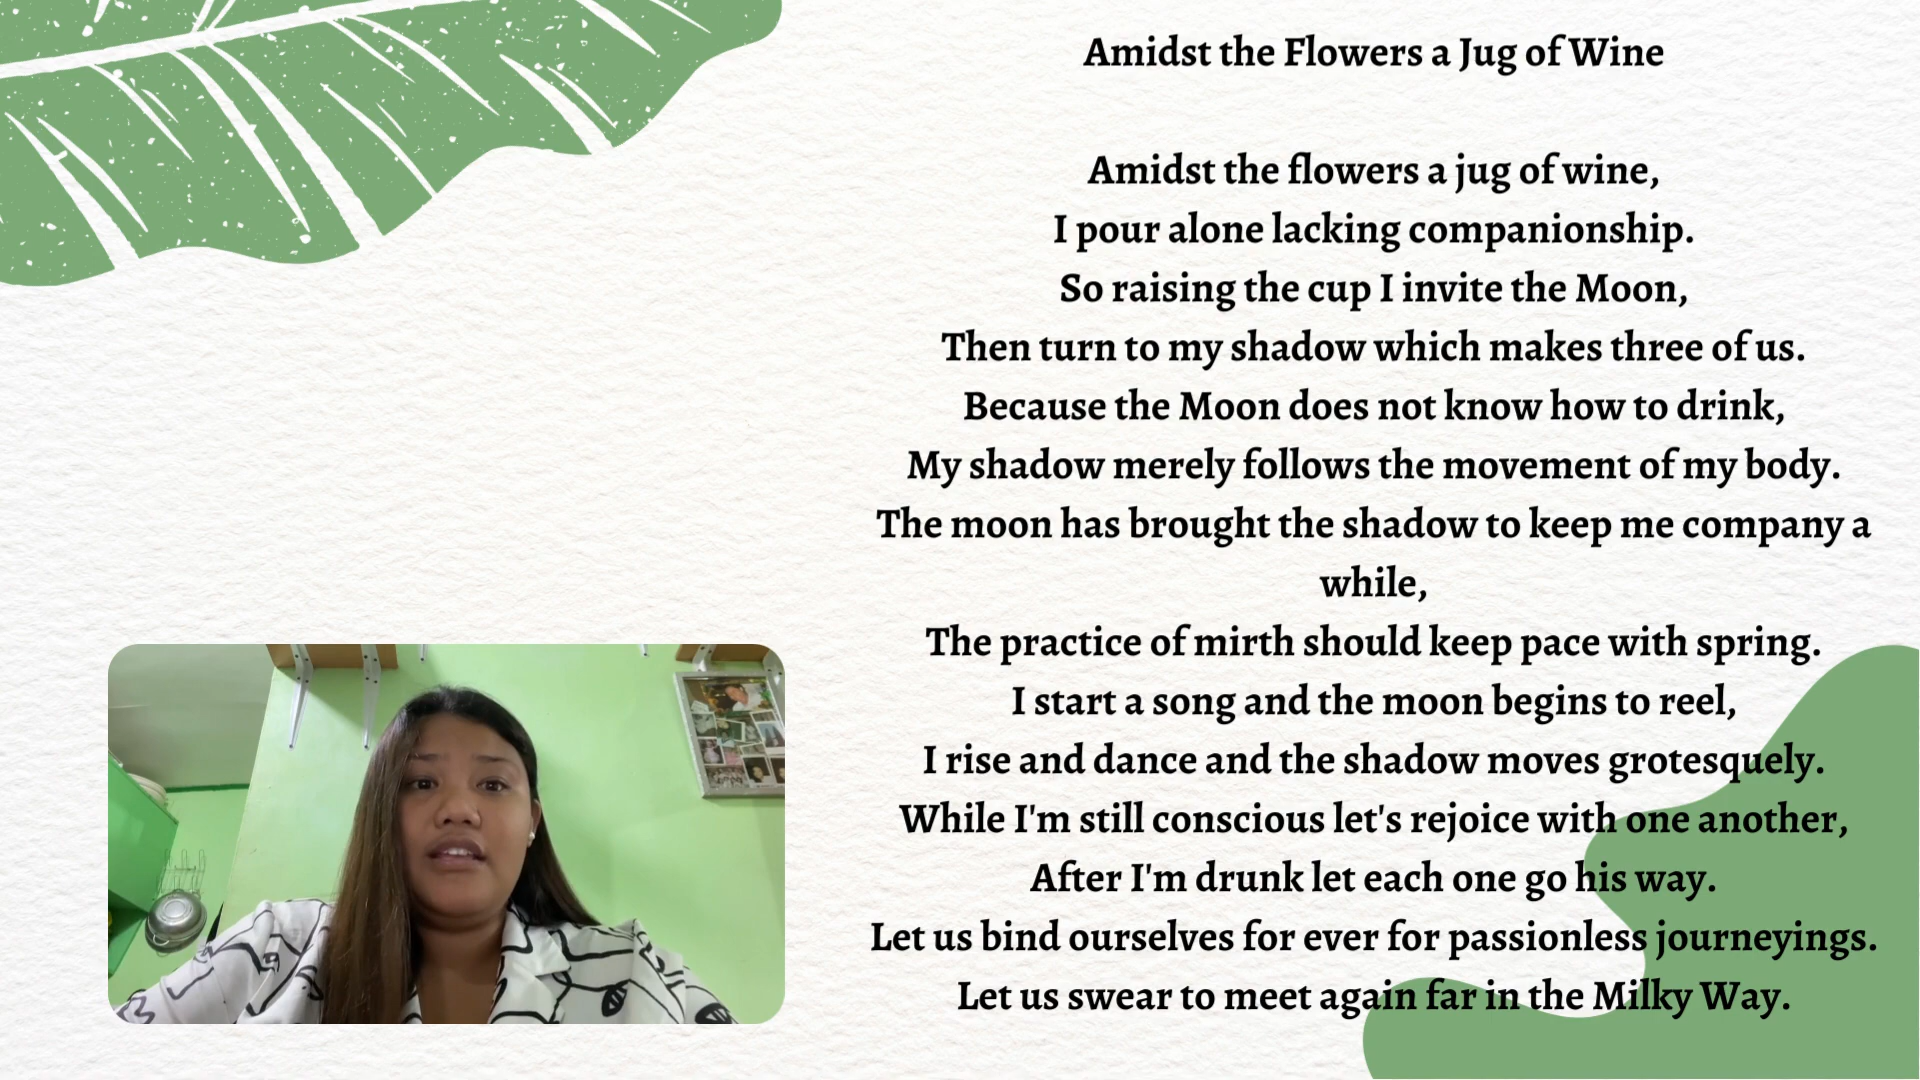 Amidst the Flowers a Jug of Wine
Amidst the flowers a jug of wine,
I pour alone lacking companionship.
So raising the cup I invite the Moon,
Then turn to my shadow which makes three of us.
Because the Moon does not know how to drink,
My shadow merely follows the movement of my body.
The moon has brought the shadow to keep me company a
while,
The practice of mirth should keep pace with spring.
I start a song and the moon begins to reel,
I rise and dance and the shadow moves grotesquely.
While I'm still conscious let's rejoice with one another,
After I'm drunk let each one go his way.
Let us bind ourselves for ever for passionless journeyings.
Let us swear to meet again far in the Milky Way.